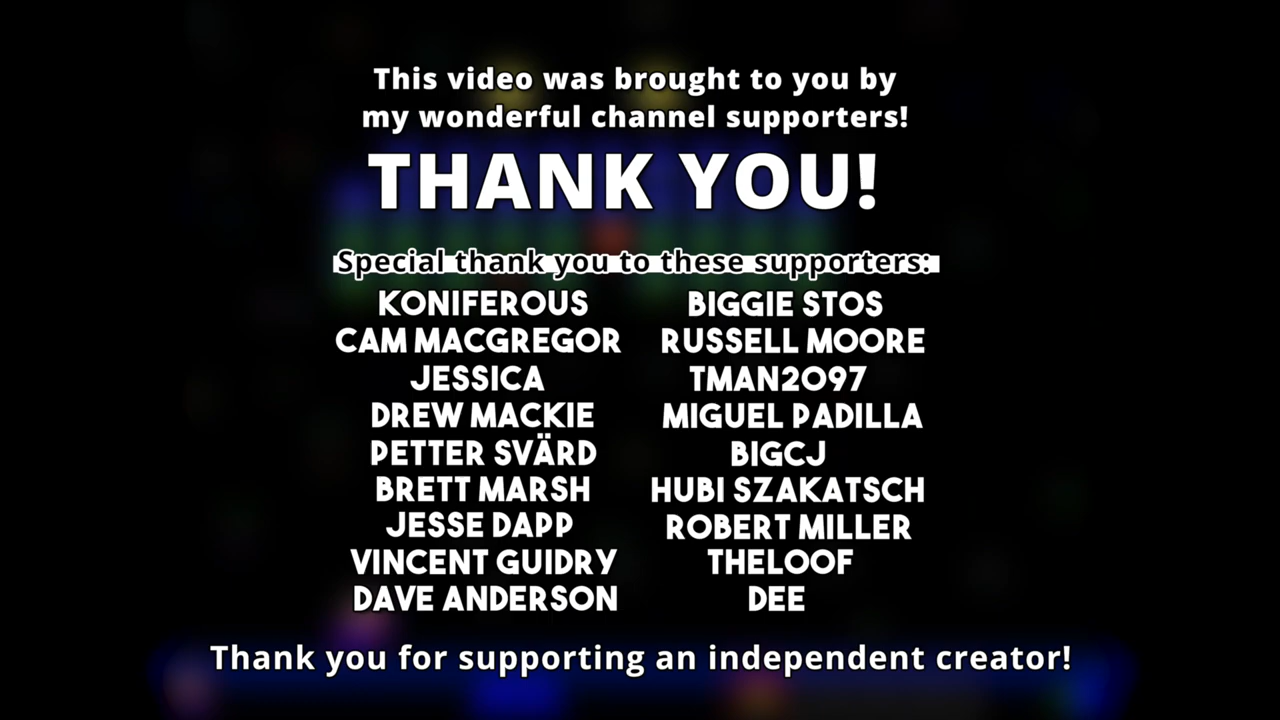 This video was brought to you by
my wonderful channel supporters!
THANK YOU!
Special thank you to these supporters:
KONIFEROUS
CAM MACGREGOR
JESSICA
DREW MACKIE
PETTER SVÄRD
BRETT MARSH
JESSE DAPP
VINCENT GUIDRY
DAVE ANDERSON
BIGGIE STOS
RUSSELL MOORE
TMAN2097
MIGUEL PADILLA
BIGCJ
HUBI SZAKATSCH
ROBERT MILLER
THELOOF
DEE
Thank you for supporting an independent creator!